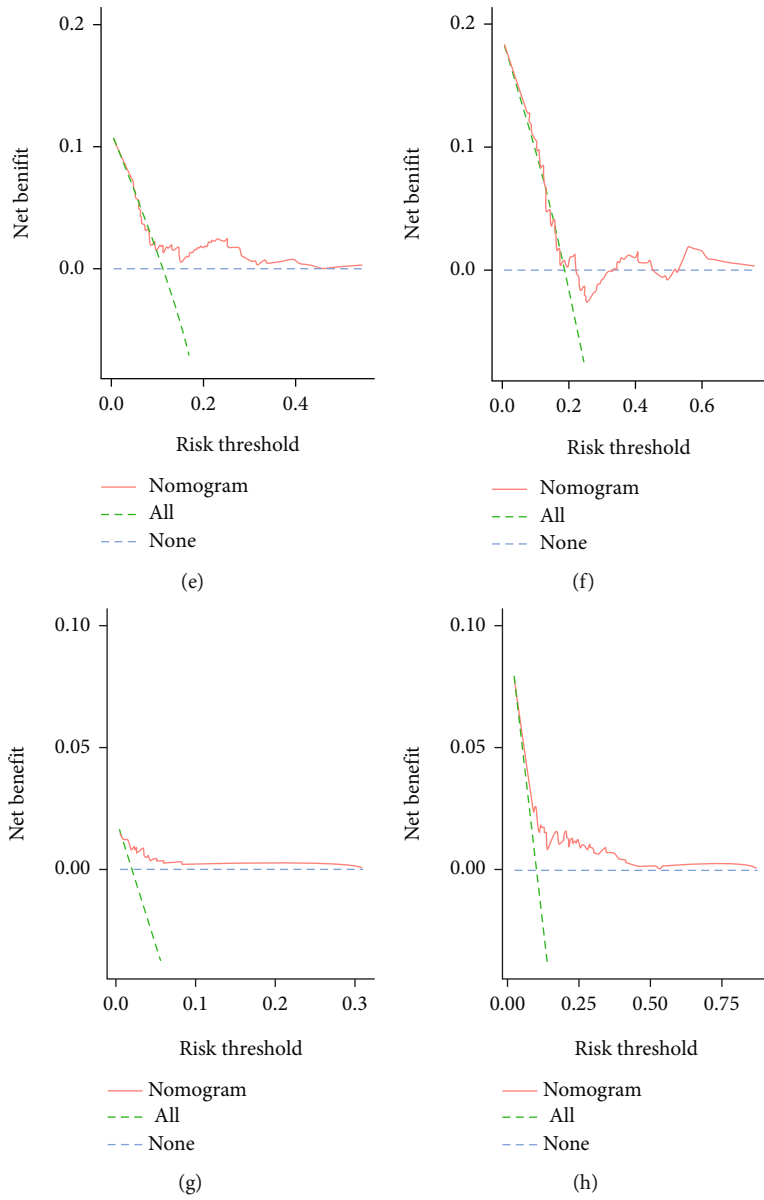 0.2
0.1
0.0
Net benifit
0.0 0.2 0.4
Risk threshold
Nomogram
All
None
(e)
0.2
0.1
0.0
Net benifit
0.0 0.2 0.4 0.6
Risk threshold
Nomogram
All
None
(f)
0.10
0.05
0.00
Net benefit
0.0 0.1 0.2 0.3
Risk threshold
Nomogram
All
None
(g)
0.10
0.05
0.00
Net benefit
0.00 0.25 0.50 0.75
Risk threshold
Nomogram
All
None
(h)